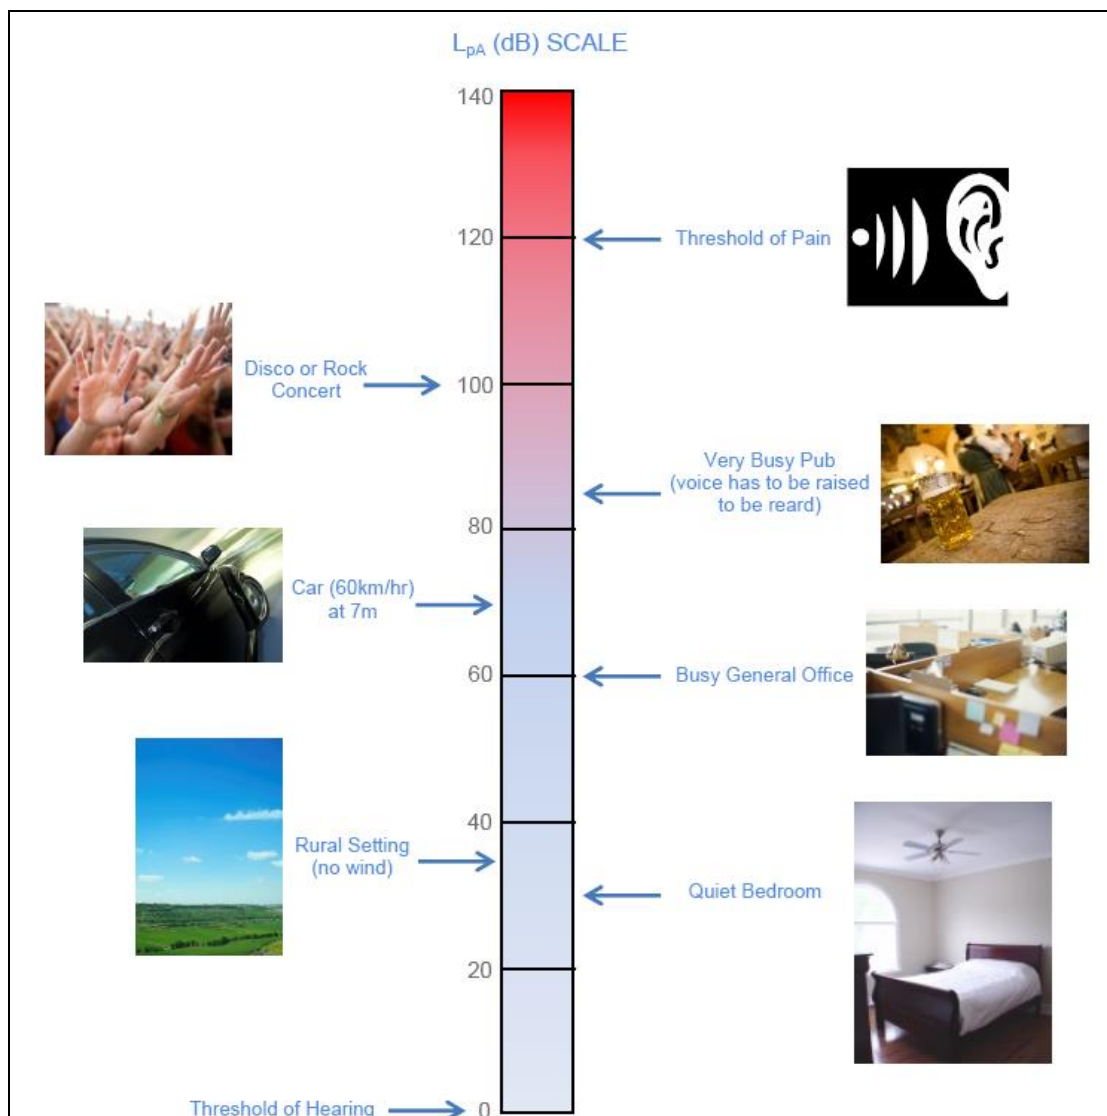 LpA (dB) SCALE
140
120
Threshold of Pain
Disco or Rock
Concert
100
Very Busy Pub
(voice has to be raised
to be reard)
80
Car (60km/hr)
at 7m
60
Busy General Office
40
Rural Setting
(no wind)
Quiet Bedroom
20
Threshold of Hearing
0